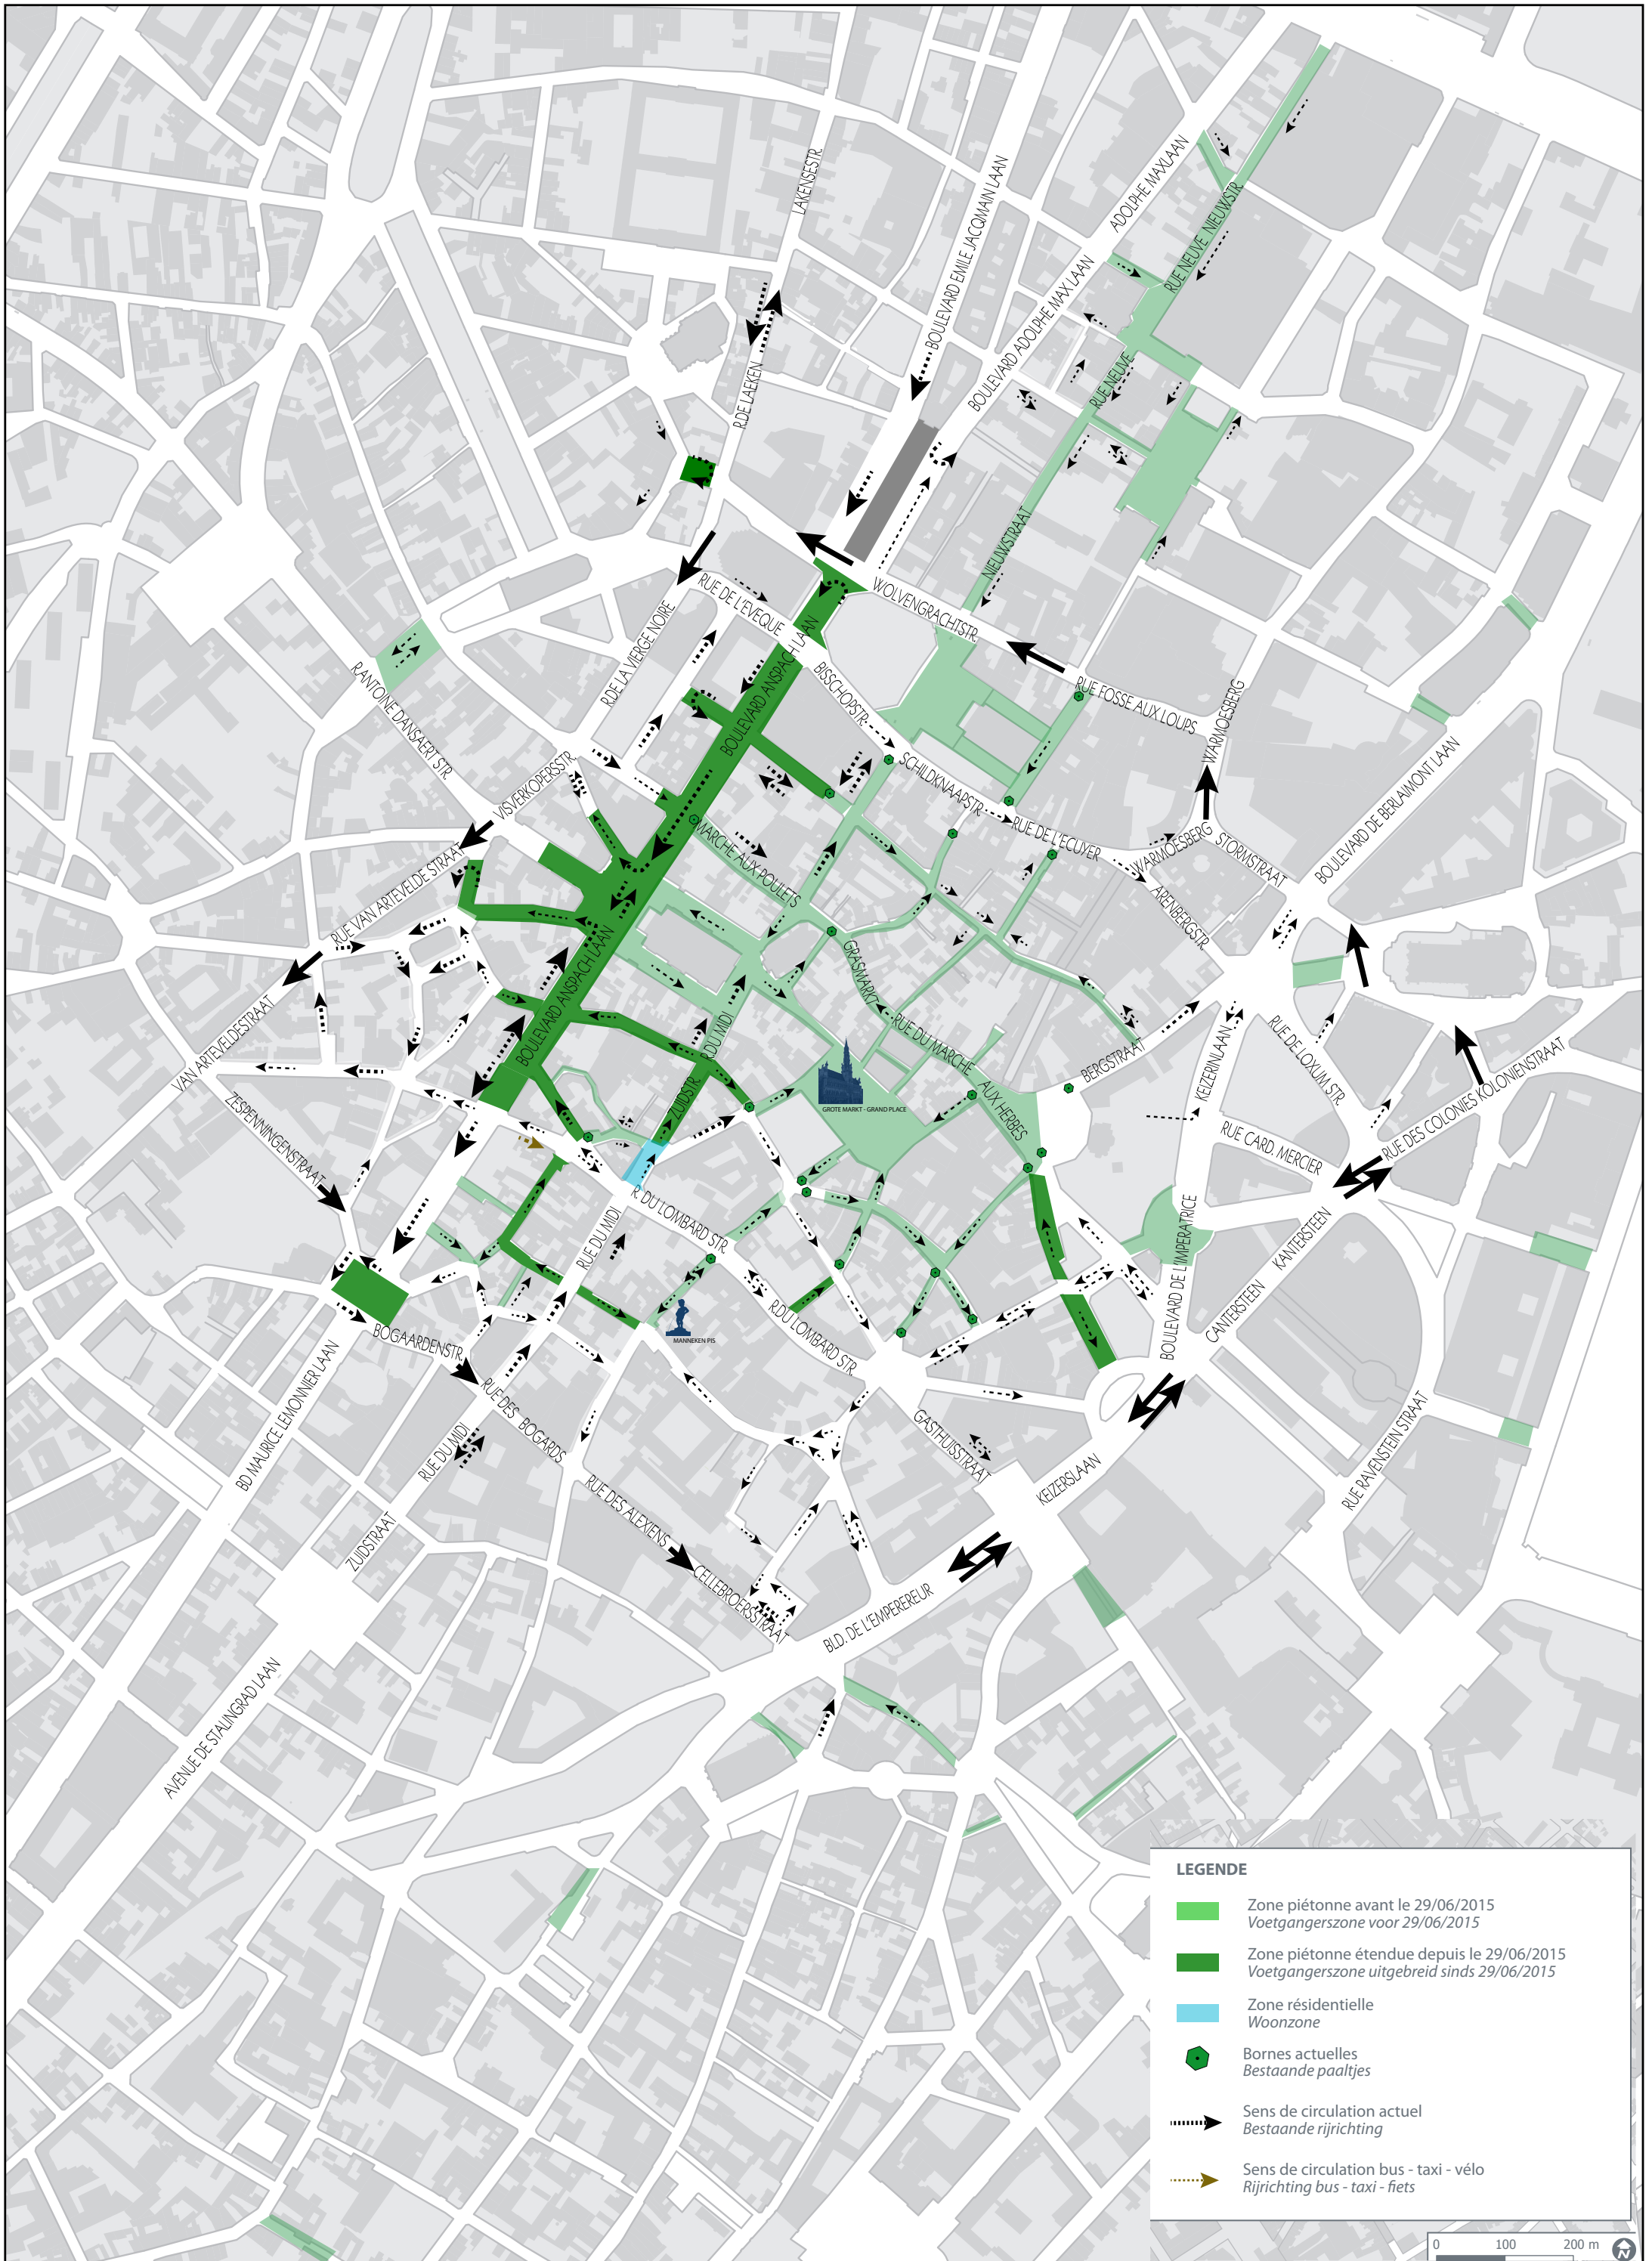 LAKENSESTR.
BOULEVARD EMILE JACQMAIN LAAN
ADOLPHE MAXLAAN
RUE NEUVE NIEUWSTR.
BOULEVARD ADOLPHE MAX LAAN
R.DE LAEKEN
RUE NEUVE
NIEUWSTRAAT
WOLVENGRACHTSTR.
RUE DE L'EVEQUE
R.DE LA VIERGE NOIRE
BOULEVARD ANSPACH LAAN
BISSCHOPSTR.
RUE FOSSE AUX LOUPS
WARMOESBERG
R.ANTOINE DANSAERT STR.
VISVERKOPERSSTR.
SCHILDKNAAPSTR.
RUE DE L'ECUYER
WARMOESBERG
STORMSTRAAT
BOULEVARD DE BERLAIMONT LAAN
MARCHE AUX POULETS
RUE VAN ARTEVELDE STRAAT
ARENBERGSTR.
GRASMARKT
BOULEVARD ANSPACH LAAN
VAN ARTEVELDESTRAAT
R.DU MIDI
RUE DU MARCHE AUX HERBES
BERGSTRAAT
KEIZERINLAAN
RUE DE LOXUM STR.
RUE DES COLONIES KOLONIENSTRAAT
ZESPENNINGENSTRAAT
ZUIDSTR.
GROTE MARKT - GRAND PLACE
RUE CARD. MERCIER
R. DU LOMBARD STR.
RUE DU MIDI
BOULEVARD DE L'IMPERATRICE
KANTERSTEEN
CANTERSTEEN
MANNEKEN PIS
R.DU LOMBARD STR.
BOGAARDENSTR.
BD MAURICE LEMONNIER LAAN
RUE DES BOGARDS
RUE DU MIDI
GASTHUISSTRAAT
KEIZERSLAAN
RUE RAVENSTEIN STRAAT
ZUIDSTRAAT
RUE DES ALEXIENS
CELLEBROERSSTRAAT
BLD. DE L'EMPEREREUR
AVENUE DE STALINGRAD LAAN
LEGENDE
Zone piétonne avant le 29/06/2015
Voetgangerszone voor 29/06/2015
Zone piétonne étendue depuis le 29/06/2015
Voetgangerszone uitgebreid sinds 29/06/2015
Zone résidentielle
Woonzone
Bornes actuelles
Bestaande paaltjes
Sens de circulation actuel
Bestaande rijrichting
Sens de circulation bus - taxi - vélo
Rijrichting bus - taxi - fiets
0 100 200 m
N